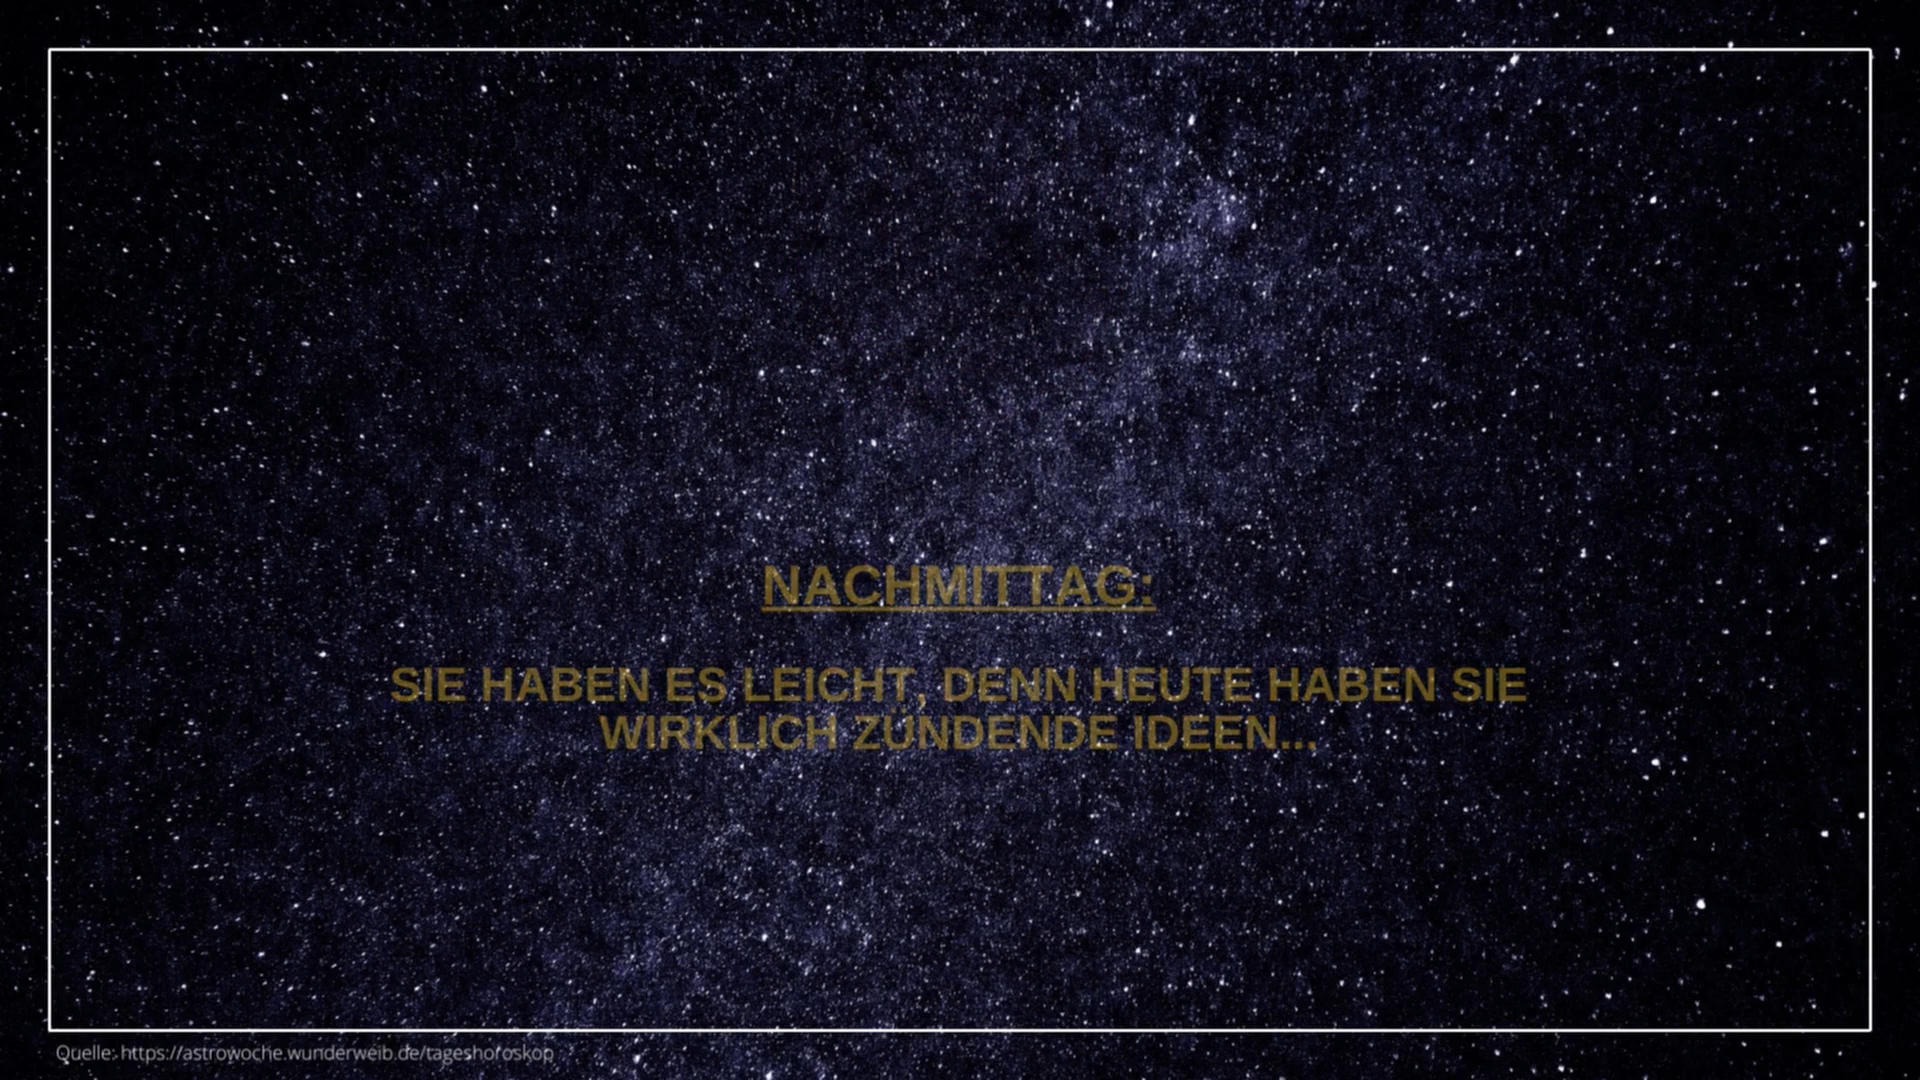 NACHMITTAG:
SIE HABEN ES LEICHT, DENN HEUTE HABEN SIE
WIRKLICH ZÜNDENDE IDEEN...
Quelle: https://astrowoche.wunderweib.de/tageshoroskop